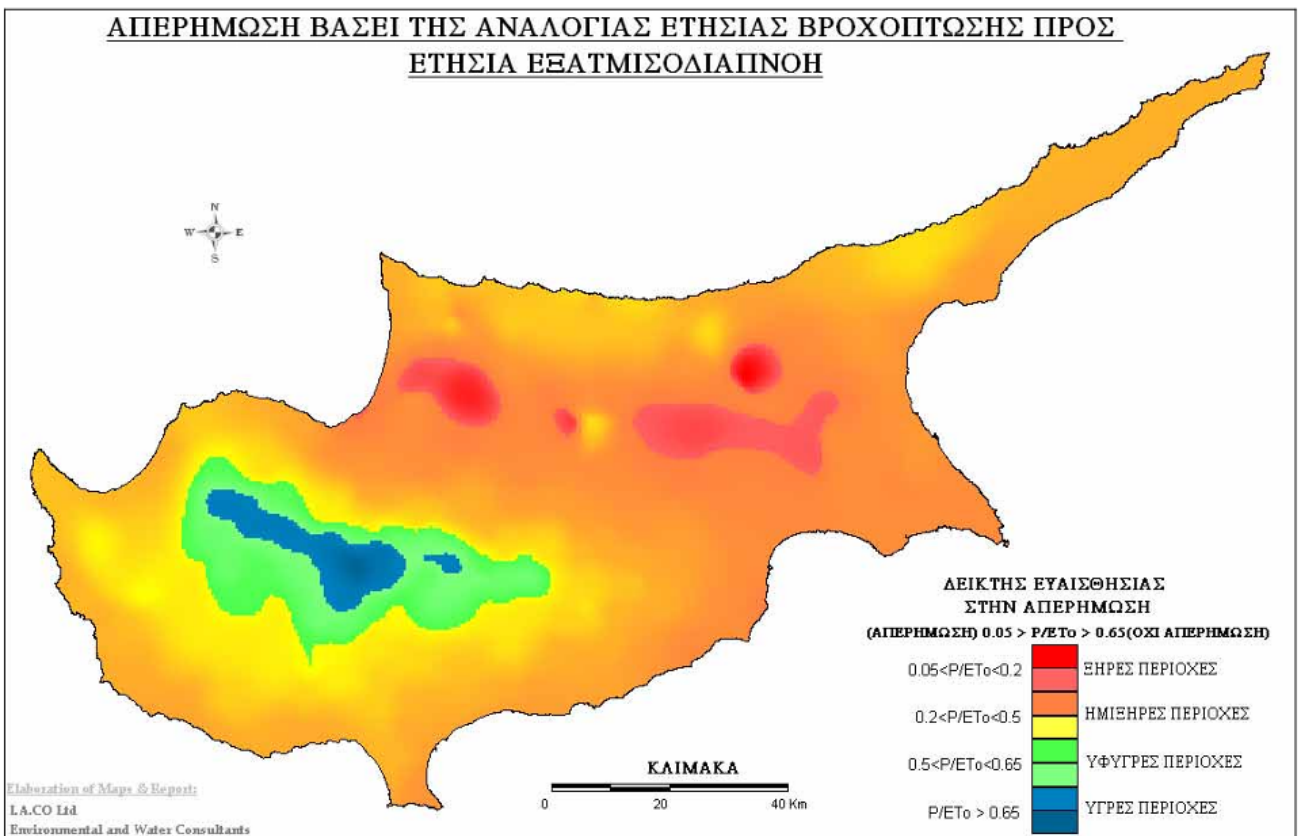 ΑΠΕΡΗΜΩΣΗ ΒΑΣΕΙ ΤΗΣ ΑΝΑΛΟΓΙΑΣ ΕΤΗΣΙΑΣ ΒΡΟΧΟΠΤΩΣΗΣ ΠΡΟΣ
ΕΤΗΣΙΑ ΕΞΑΤΜΙΣΟΔΙΑΠΝΟΗ
N
W E
S
ΔΕΙΚΤΗΣ ΕΥΑΙΣΘΗΣΙΑΣ
ΣΤΗΝ ΑΠΕΡΗΜΩΣΗ
(ΑΠΕΡΗΜΩΣΗ) 0.05 > P/ETo > 0.65(ΟΧΙ ΑΠΕΡΗΜΩΣΗ)
0.05<P/ETo<0.2 ΞΗΡΕΣ ΠΕΡΙΟΧΕΣ
0.2<P/ETo<0.5 ΗΜΙΞΗΡΕΣ ΠΕΡΙΟΧΕΣ
0.5<P/ETo<0.65 ΥΦΥΓΡΕΣ ΠΕΡΙΟΧΕΣ
P/ETo > 0.65 ΥΓΡΕΣ ΠΕΡΙΟΧΕΣ
ΚΛΙΜΑΚΑ
0 20 40 Km
Elaboration of Maps & Report:
I.A.CO Ltd
Environmental and Water Consultants